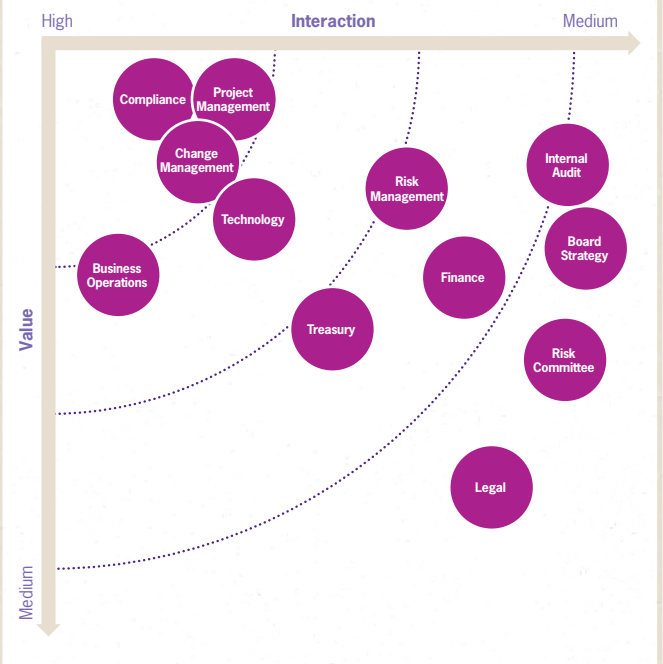 High
Interaction
Medium
Compliance
Project
Management
Change
Management
Internal
Audit
Risk
Management
Technology
Board
Strategy
Business
Operations
Finance
Value
Treasury
Risk
Committee
Legal
Medium